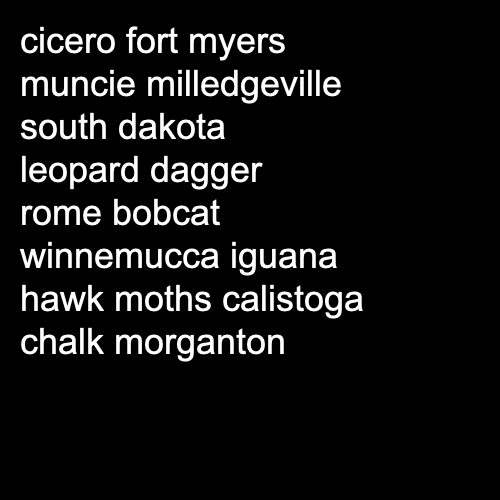 cicero fort myers
muncie milledgeville
south dakota
leopard dagger
rome bobcat
winnemucca iguana
hawk moths calistoga
chalk morganton